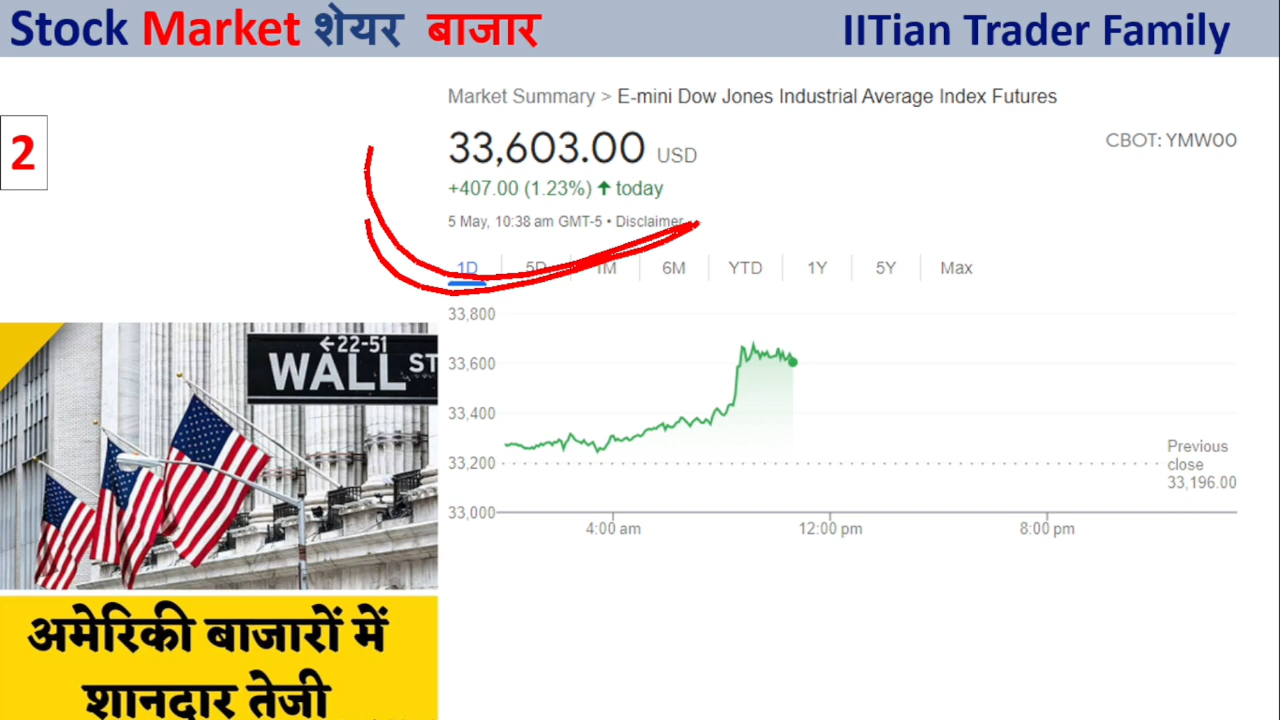 Stock Market शेयर बाजार
IITian Trader Family
2
Market Summary > E-mini Dow Jones Industrial Average Index Futures
33,603.00 USD
CBOT: YMW00
+407.00 (1.23%) ↑ today
5 May, 10:38 am GMT-5 • Disclaimer
1D 5D 1M 6M YTD 1Y 5Y Max
33,800
33,600
33,400
33,200
33,000
Previous
close
33,196.00
4:00 am 12:00 pm 8:00 pm
←22-51
WALL ST
अमेरिकी बाजारों में
शानदार तेजी